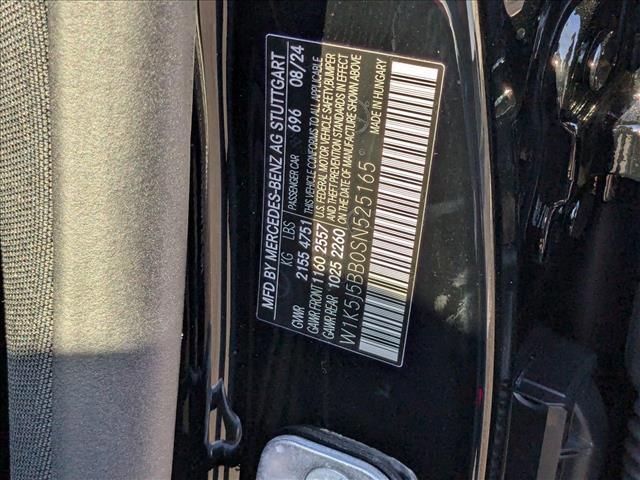 MFD BY MERCEDES-BENZ AG STUTTGART
KG LBS PASSENGER CAR 696 08/24
GVWR 2155 4751 THIS VEHICLE CONFORMS TO ALL APPLICABLE
GAWR FRONT 1160 2557 U.S. FEDERAL MOTOR VEHICLE SAFETY, BUMPER
GAWR REAR 1025 2260 AND THEFT PREVENTION STANDARDS IN EFFECT
ON THE DATE OF MANUFACTURE SHOWN ABOVE
W1K5J5BB0SN525165
MADE IN HUNGARY